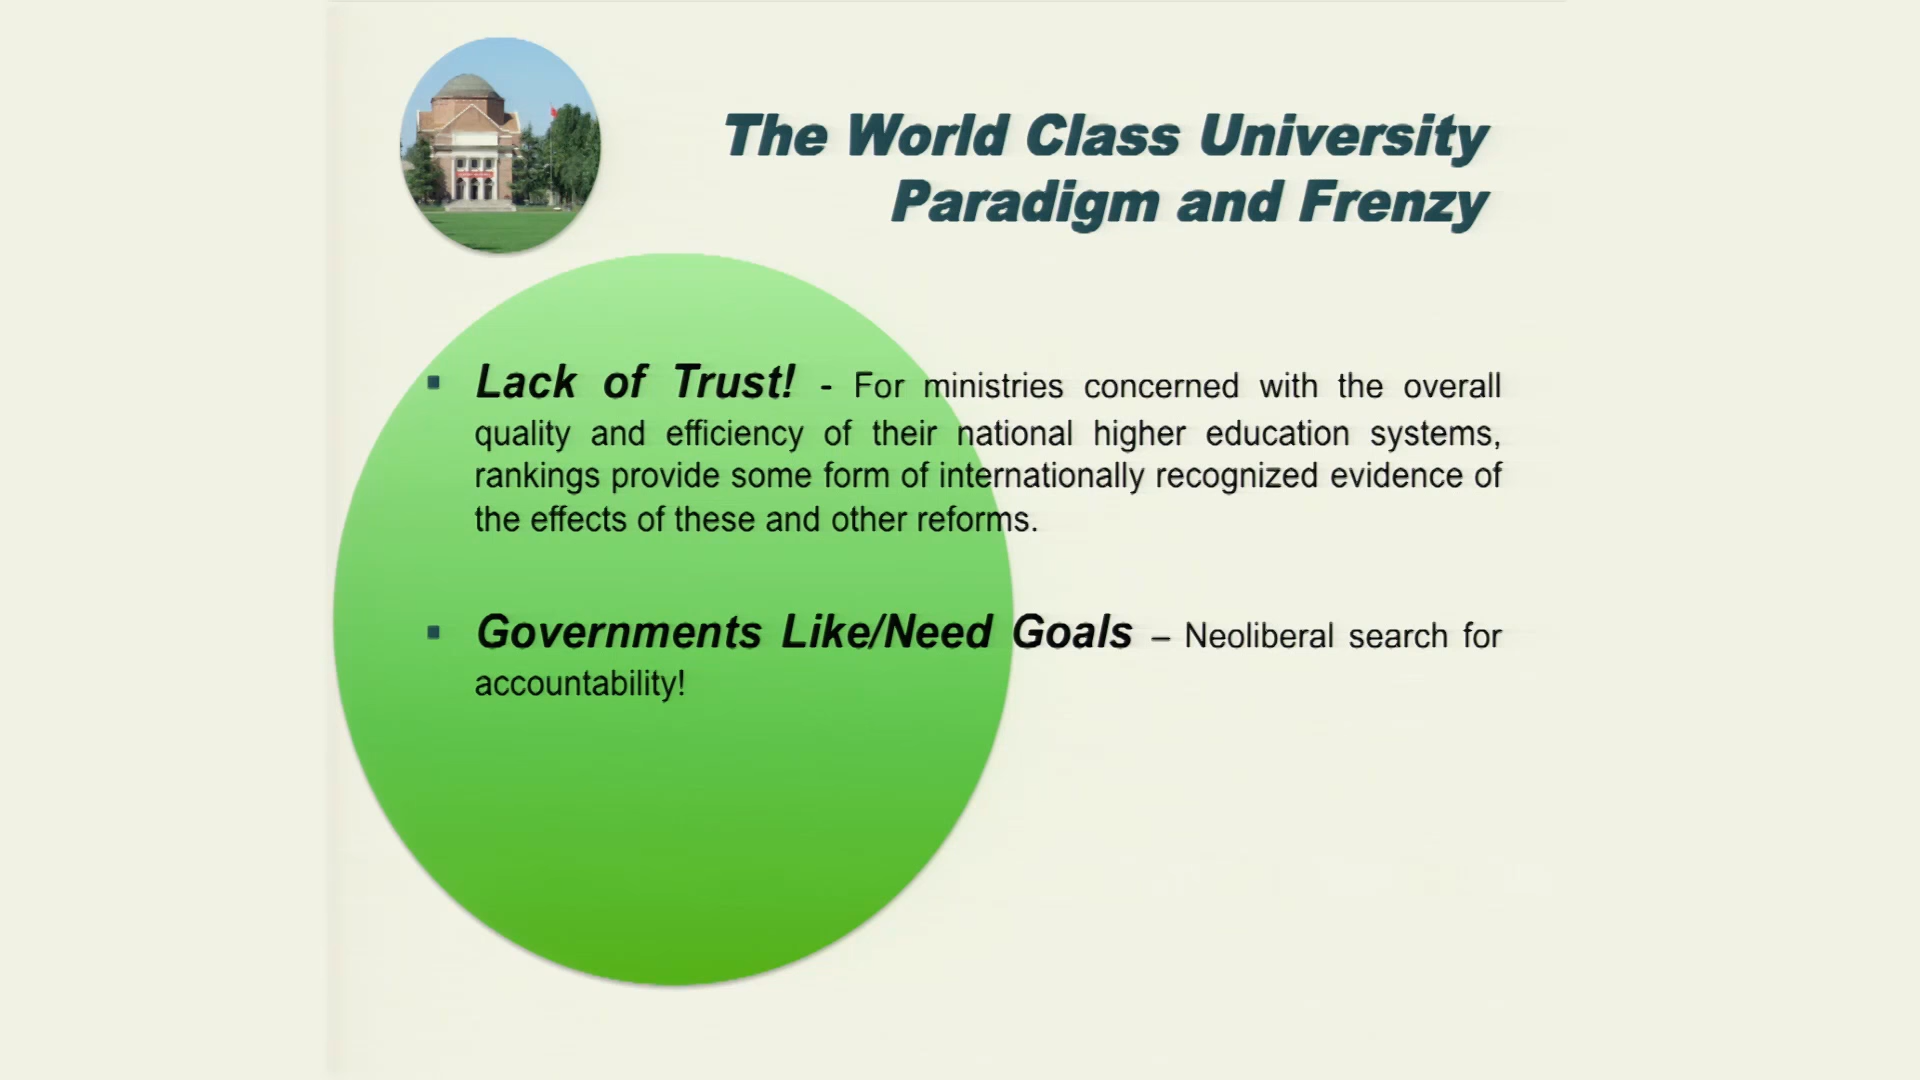 The World Class University
Paradigm and Frenzy
▪ Lack of Trust! - For ministries concerned with the overall
quality and efficiency of their national higher education systems,
rankings provide some form of internationally recognized evidence of
the effects of these and other reforms.
▪ Governments Like/Need Goals – Neoliberal search for
accountability!